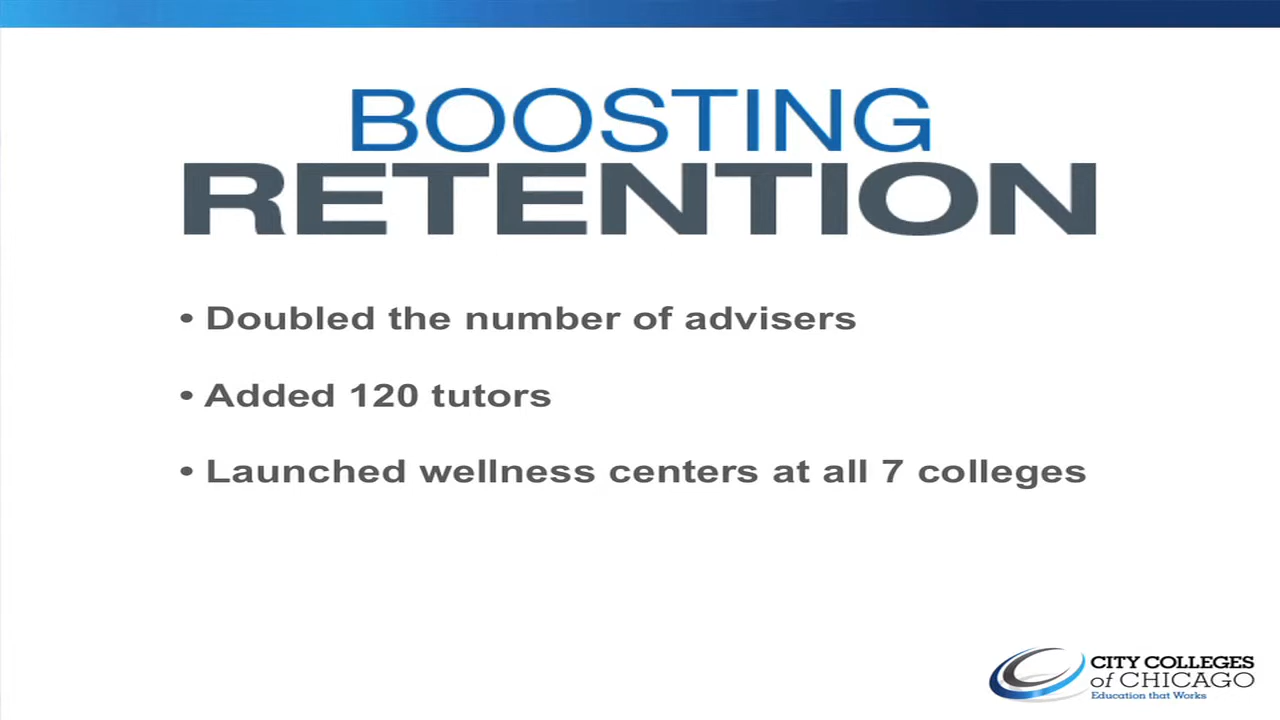 BOOSTING
RETENTION
• Doubled the number of advisers
• Added 120 tutors
• Launched wellness centers at all 7 colleges
CITY COLLEGES
of CHICAGO
Education that Works